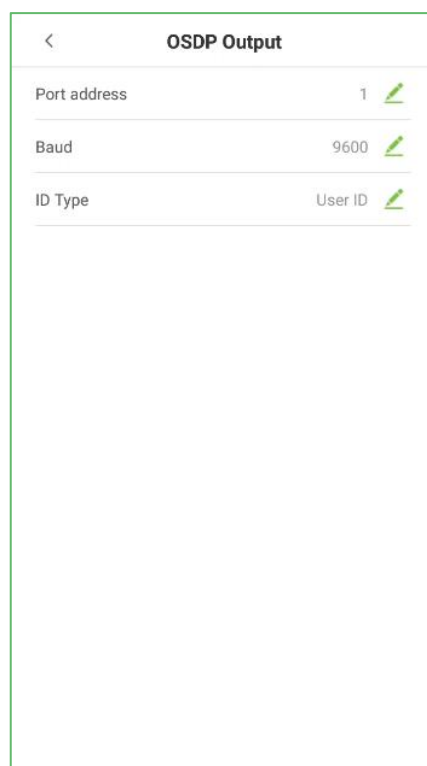 OSDP Output
Port address 1
Baud 9600
ID Type User ID